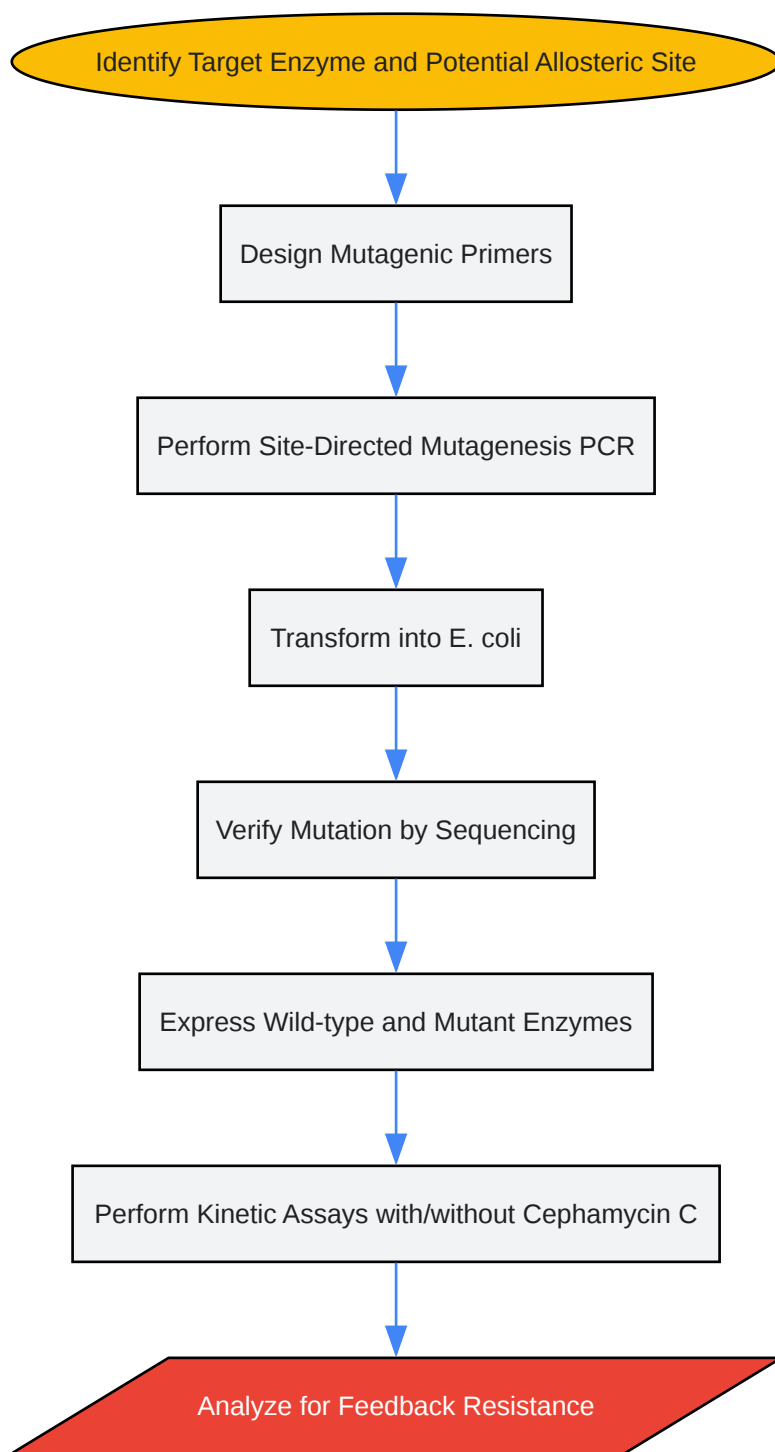 Identify Target Enzyme and Potential Allosteric Site
Design Mutagenic Primers
Perform Site-Directed Mutagenesis PCR
Transform into E. coli
Verify Mutation by Sequencing
Express Wild-type and Mutant Enzymes
Perform Kinetic Assays with/without Cephamycin C
Analyze for Feedback Resistance